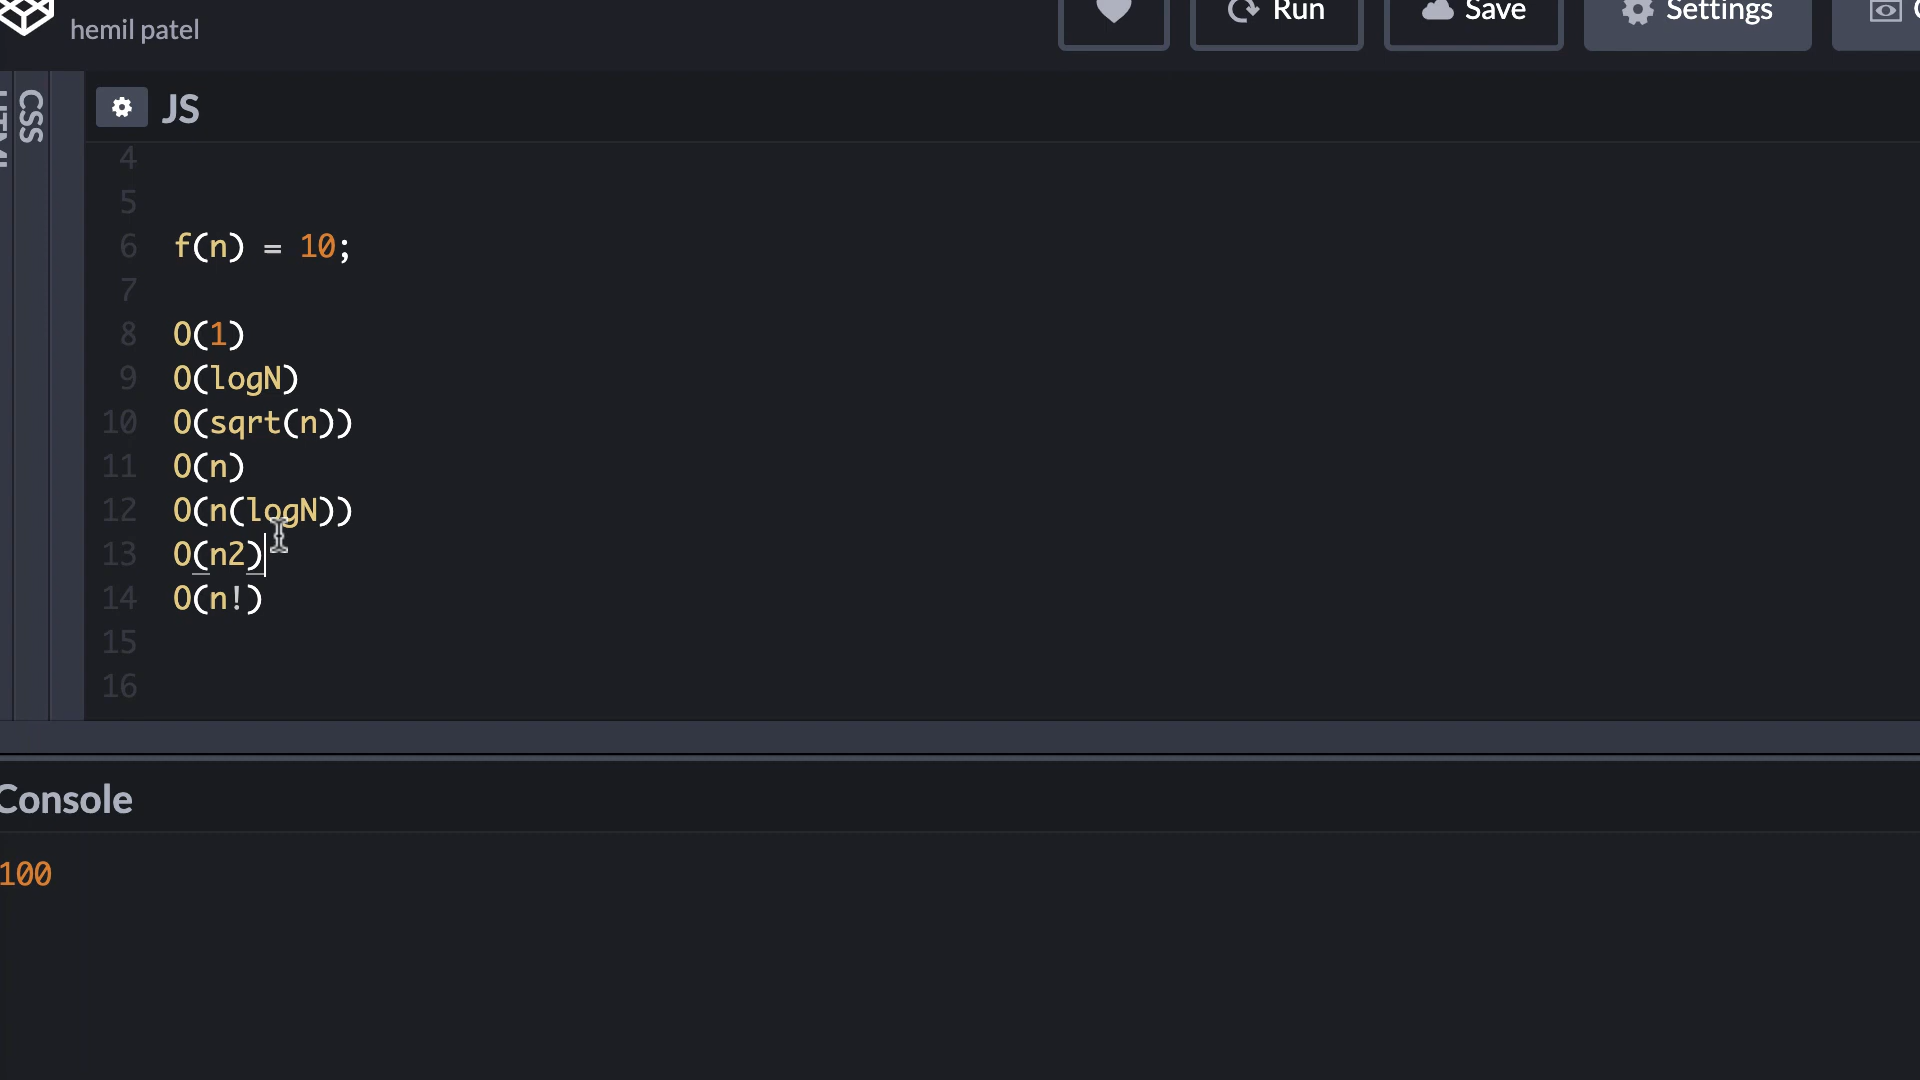 hemil patel
Run
Save
Settings
HTML
CSS
JS
4
5
6 f(n) = 10;
7
8 O(1)
9 O(logN)
10 O(sqrt(n))
11 O(n)
12 O(n(logN))
13 O(n2)
14 O(n!)
15
16
Console
100